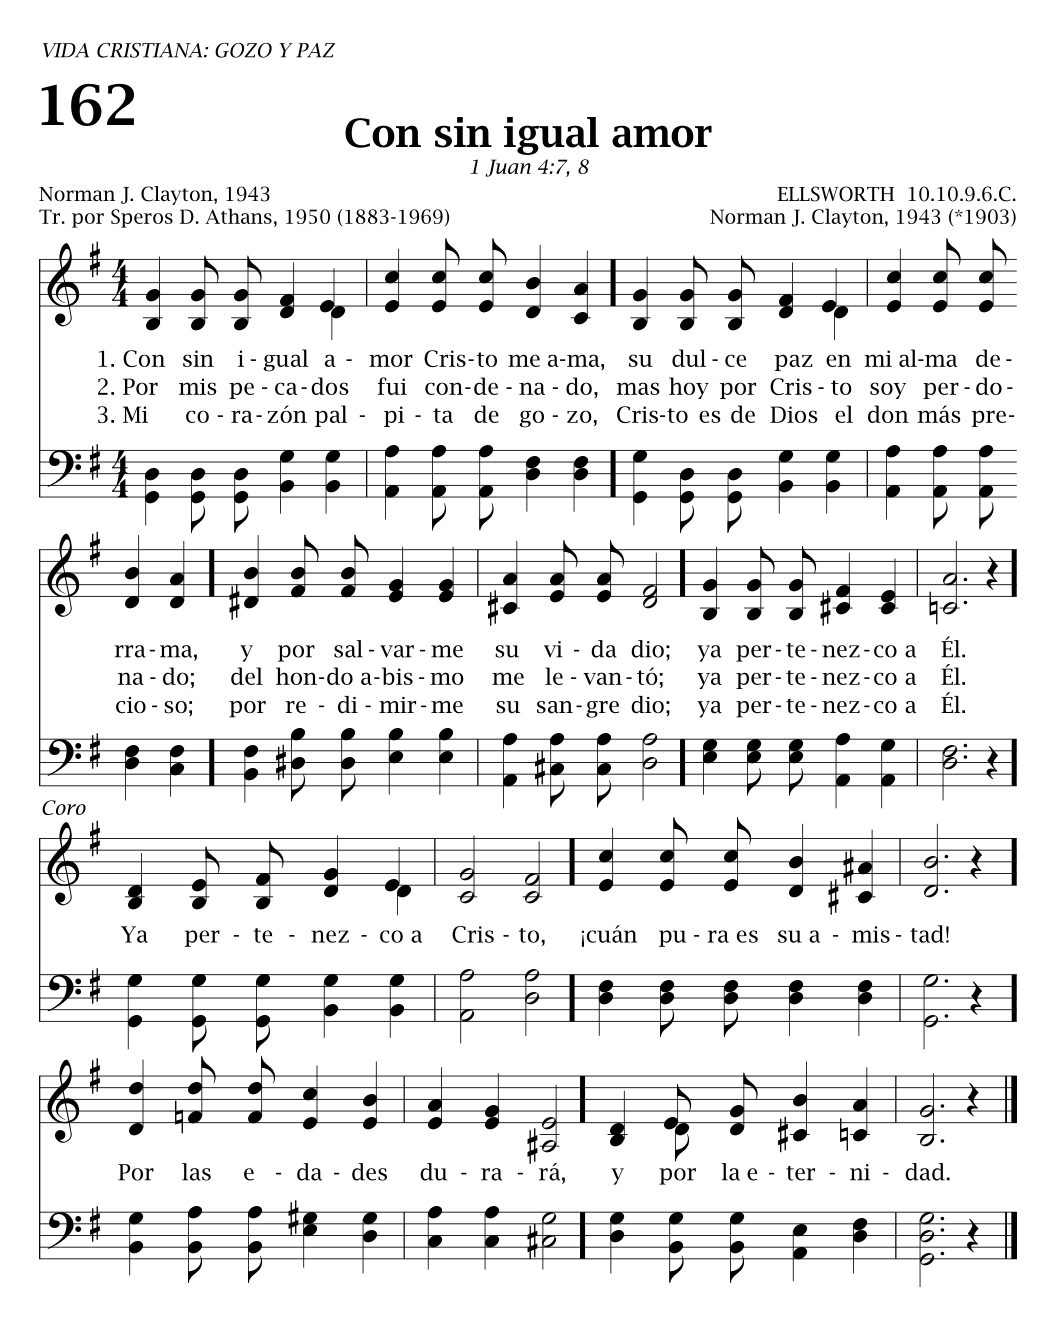 VIDA CRISTIANA: GOZO Y PAZ
162
Con sin igual amor
1 Juan 4:7, 8
Norman J. Clayton, 1943
ELLSWORTH 10.10.9.6.C.
Tr. por Speros D. Athans, 1950 (1883-1969)
Norman J. Clayton, 1943 (*1903)
1. Con sin i - gual a - mor Cris - to me a - ma, su dul - ce paz en mi al - ma de -
2. Por mis pe - ca - dos fui con - de - na - do, mas hoy por Cris - to soy per - do -
3. Mi co - ra - zón pal - pi - ta de go - zo, Cris - to es de Dios el don más pre -
rra - ma, y por sal - var - me su vi - da dio; ya per - te - nez - co a Él.
na - do; del hon - do a - bis - mo me le - van - tó; ya per - te - nez - co a Él.
cio - so; por re - di - mir - me su san - gre dio; ya per - te - nez - co a Él.
Coro
Ya per - te - nez - co a Cris - to, ¡cuán pu - ra es su a - mis - tad!
Por las e - da - des du - ra - rá, y por la e - ter - ni - dad.